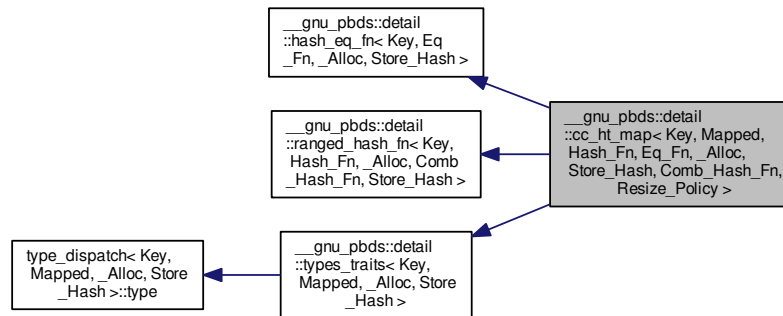 __gnu_pbds::detail
::hash_eq_fn< Key, Eq
_Fn, _Alloc, Store_Hash >
__gnu_pbds::detail
::ranged_hash_fn< Key,
Hash_Fn, _Alloc, Comb
_Hash_Fn, Store_Hash >
type_dispatch< Key,
Mapped, _Alloc, Store
_Hash >::type
__gnu_pbds::detail
::types_traits< Key,
Mapped, _Alloc, Store
_Hash >
__gnu_pbds::detail
::cc_ht_map< Key, Mapped,
Hash_Fn, Eq_Fn, _Alloc,
Store_Hash, Comb_Hash_Fn,
Resize_Policy >